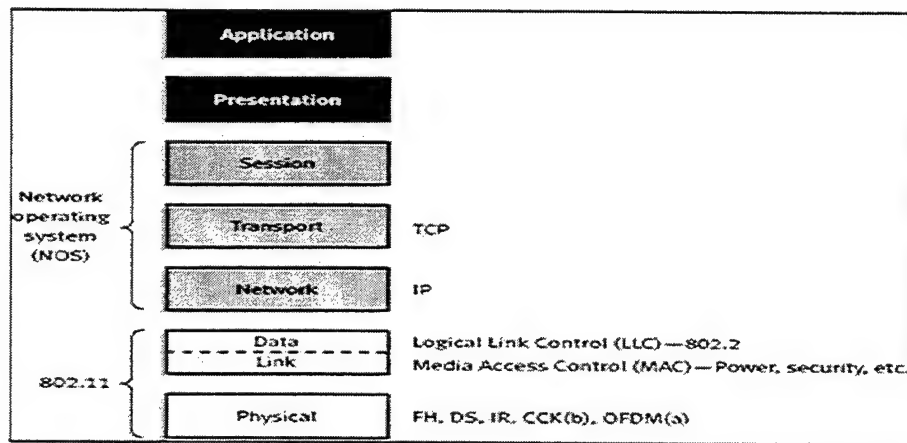 Application
Presentation
Session
Network
operating
system
(NOS)
Transport
TCP
Network
IP
802.11
Data
Link
Logical Link Control (LLC)—802.2
Media Access Control (MAC)—Power, security, etc.
Physical
FH, DS, IR, CCK(b), OFDM(a)